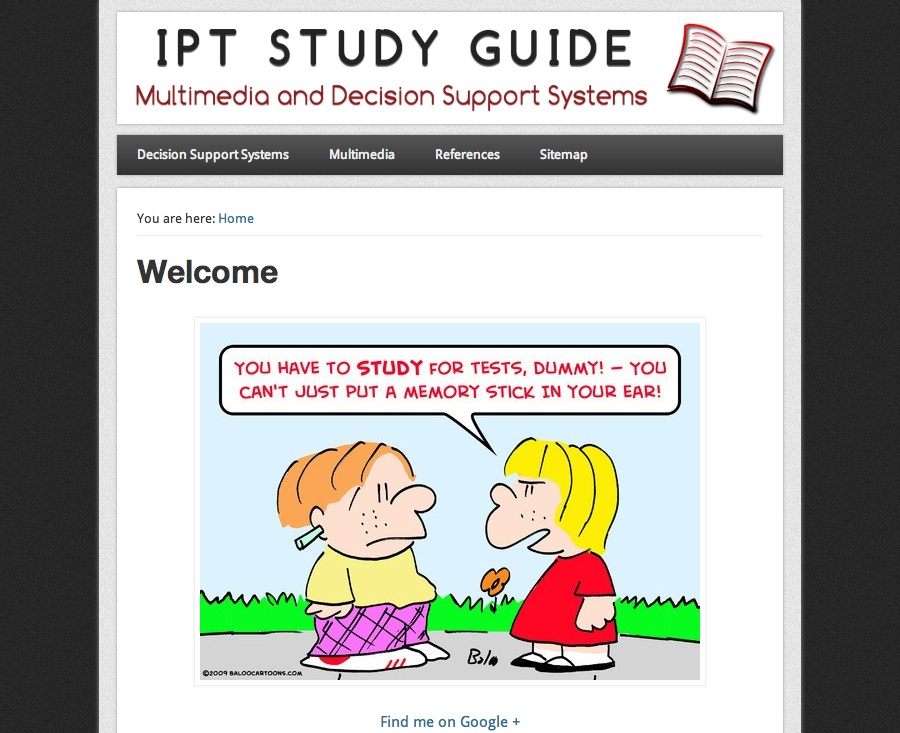 IPT STUDY GUIDE
Multimedia and Decision Support Systems
Decision Support Systems Multimedia References Sitemap
You are here: Home
Welcome
YOU HAVE TO STUDY FOR TESTS, DUMMY! — YOU
CAN'T JUST PUT A MEMORY STICK IN YOUR EAR!
Baloo
©2009 BALOOCARTOONS.COM
Find me on Google +